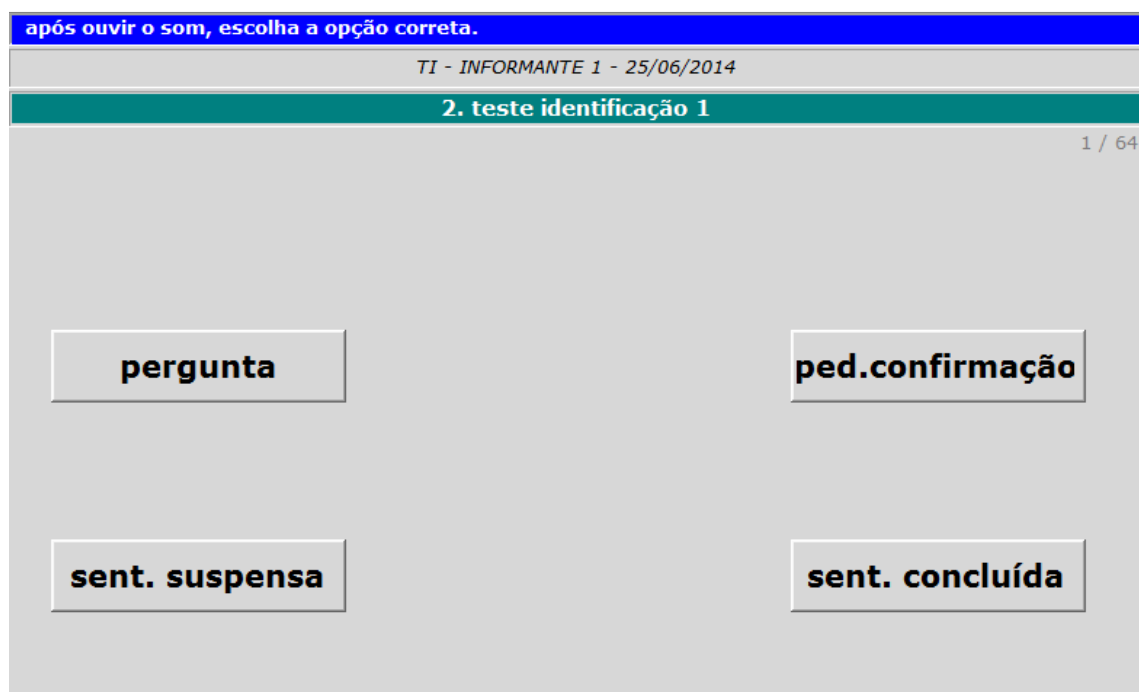 após ouvir o som, escolha a opção correta.
TI - INFORMANTE 1 - 25/06/2014
2. teste identificação 1
1 / 64
pergunta
ped.confirmação
sent. suspensa
sent. concluída